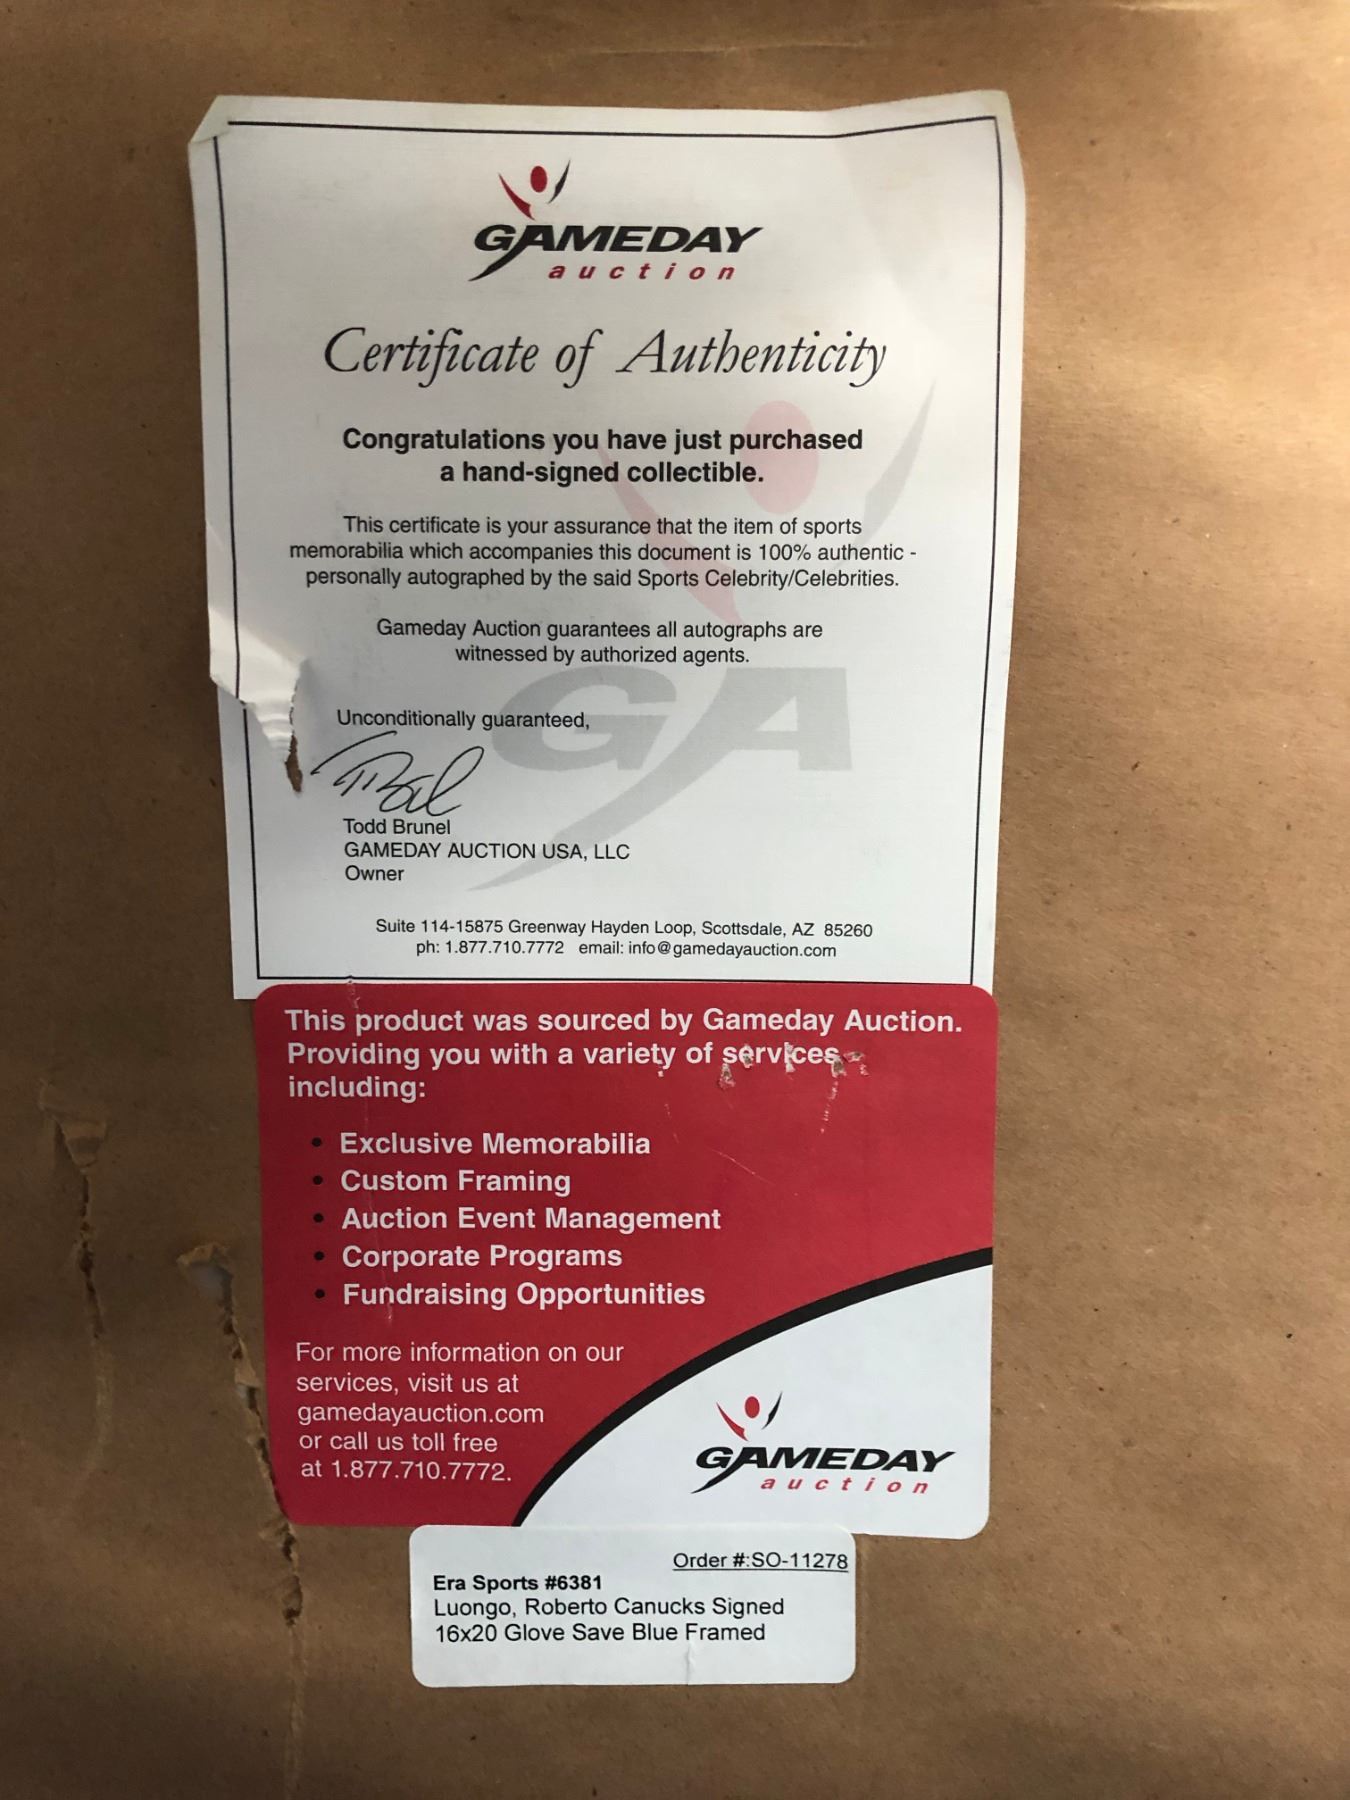 GAMEDAY
auction
Certificate of Authenticity
Congratulations you have just purchased
a hand-signed collectible.
This certificate is your assurance that the item of sports
memorabilia which accompanies this document is 100% authentic -
personally autographed by the said Sports Celebrity/Celebrities.
Gameday Auction guarantees all autographs are
witnessed by authorized agents.
GA
Unconditionally guaranteed,
Todd Brunel
GAMEDAY AUCTION USA, LLC
Owner
Suite 114-15875 Greenway Hayden Loop, Scottsdale, AZ 85260
ph: 1.877.710.7772 email: info@gamedayauction.com
This product was sourced by Gameday Auction.
Providing you with a variety of services
including:
• Exclusive Memorabilia
• Custom Framing
• Auction Event Management
• Corporate Programs
• Fundraising Opportunities
For more information on our
services, visit us at
gamedayauction.com
or call us toll free
at 1.877.710.7772.
GAMEDAY
auction
Order #:SO-11278
Era Sports #6381
Luongo, Roberto Canucks Signed
16x20 Glove Save Blue Framed